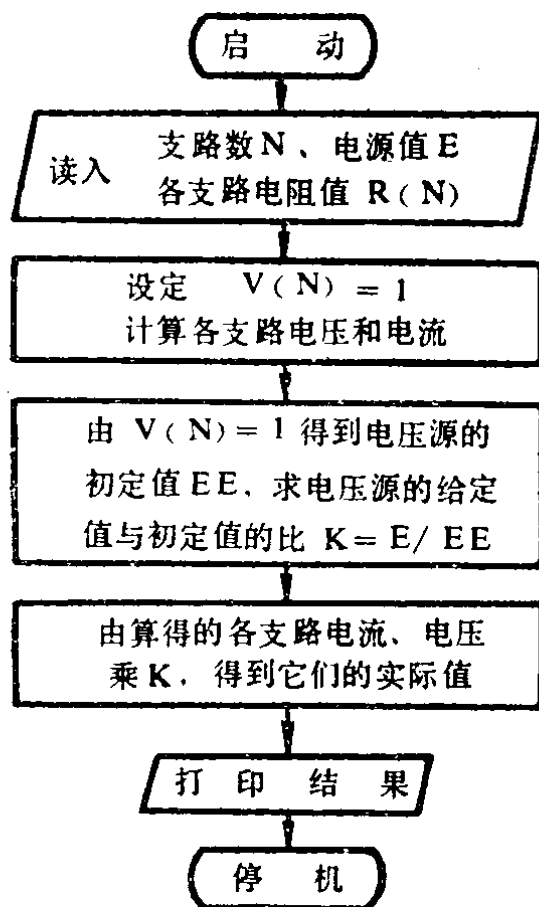 启 动
读入 支路数N、电源值E
各支路电阻值 R(N)
设定 V(N)=1
计算各支路电压和电流
由 V(N)=1 得到电压源的
初定值EE,求电压源的给定
值与初定值的比 K=E/EE
由算得的各支路电流、电压
乘K,得到它们的实际值
打 印 结 果
停 机